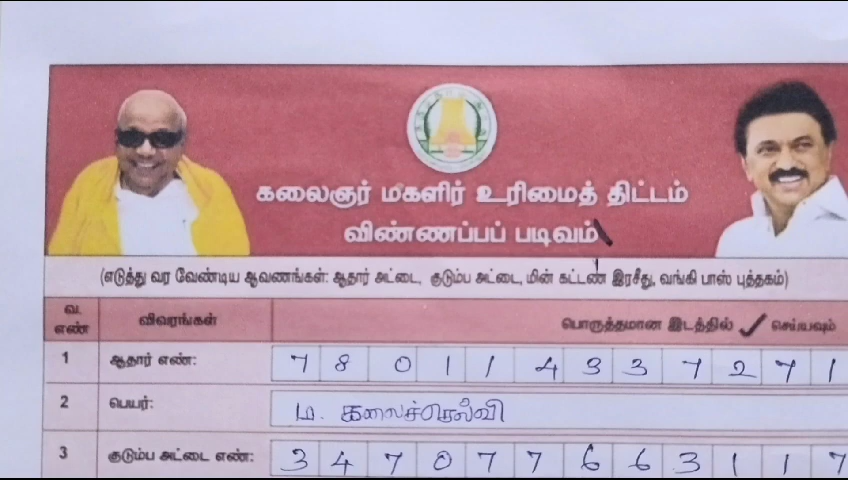 கலைஞர் மகளிர் உரிமைத் திட்டம்
விண்ணப்பப் படிவம்
(எடுத்து வர வேண்டிய ஆவணங்கள்: ஆதார் அட்டை, குடும்ப அட்டை, மின் கட்டண இரசீது, வங்கி பாஸ் புத்தகம்)
வ. எண் விவரங்கள் பொருத்தமான இடத்தில் ✓ செய்யவும்
1 ஆதார் எண்: 7 8 0 1 1 4 3 3 7 2 7 1
2 பெயர்: ம. கலைச்செல்வி
3 குடும்ப அட்டை எண்: 3 4 7 0 7 7 6 6 3 1 1 7